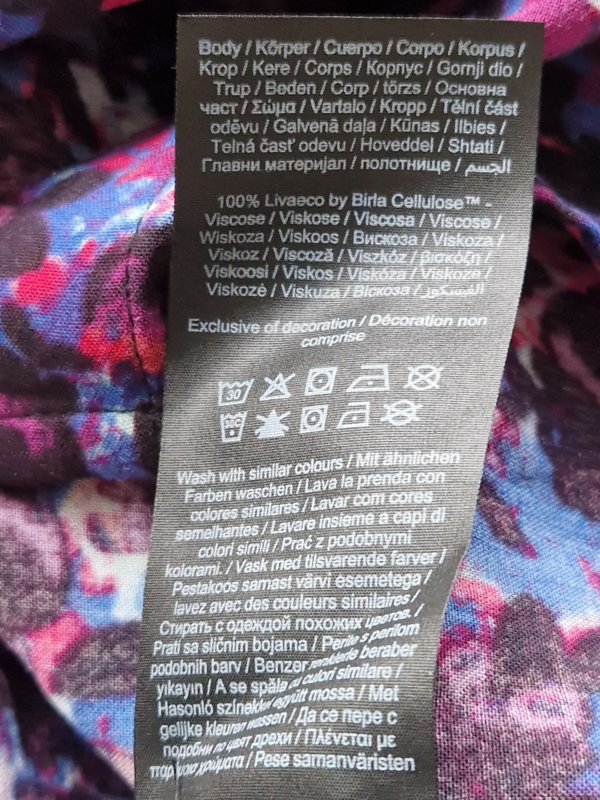 Body / Körper / Cuerpo / Corpo / Korpus /
Krop / Kere / Corps / Корпус / Gornji dio /
Trup / Beden / Corp / törzs / Основна
част / Σώμα / Vartalo / Kropp / Tělní část
oděvu / Galvenā daļa / Kūnas / Ilbies /
Telná časť odevu / Hoveddel / Shtati /
Главни материјал / полотнище / الجسم
100% Livaeco by Birla Cellulose™ -
Viscose / Viskose / Viscosa / Viscose /
Wiskoza / Viskoos / Вискоза / Viskoza /
Viskoz / Viscoză / Viszkóz / βισκόζη /
Viskoosi / Viskos / Viskóza / Viskoze /
Viskozė / Viskuza / Віскоза / الفيسكوز
Exclusive of decoration / Décoration non
comprise
30
30C
Wash with similar colours / Mit ähnlichen
Farben waschen / Lava la prenda con
colores similares / Lavar com cores
semelhantes / Lavare insieme a capi di
colori simili / Prać z podobnymi
kolorami. / Vask med tilsvarende farver /
Pestakoos samast värvi esemetega /
lavez avec des couleurs similaires /
Стирать с одеждой похожих цветов. /
Prati sa sličnim bojama / Perite s perilom
podobnih barv / Benzer renklerle beraber
yıkayın / A se spăla cu culori similare /
Hasonló színekkel együtt mossa / Met
gelijke kleuren wassen / Да се пере с
подобни по цвят дрехи / Πλένεται με
παρόμοια χρώματα / Pese samanväristen